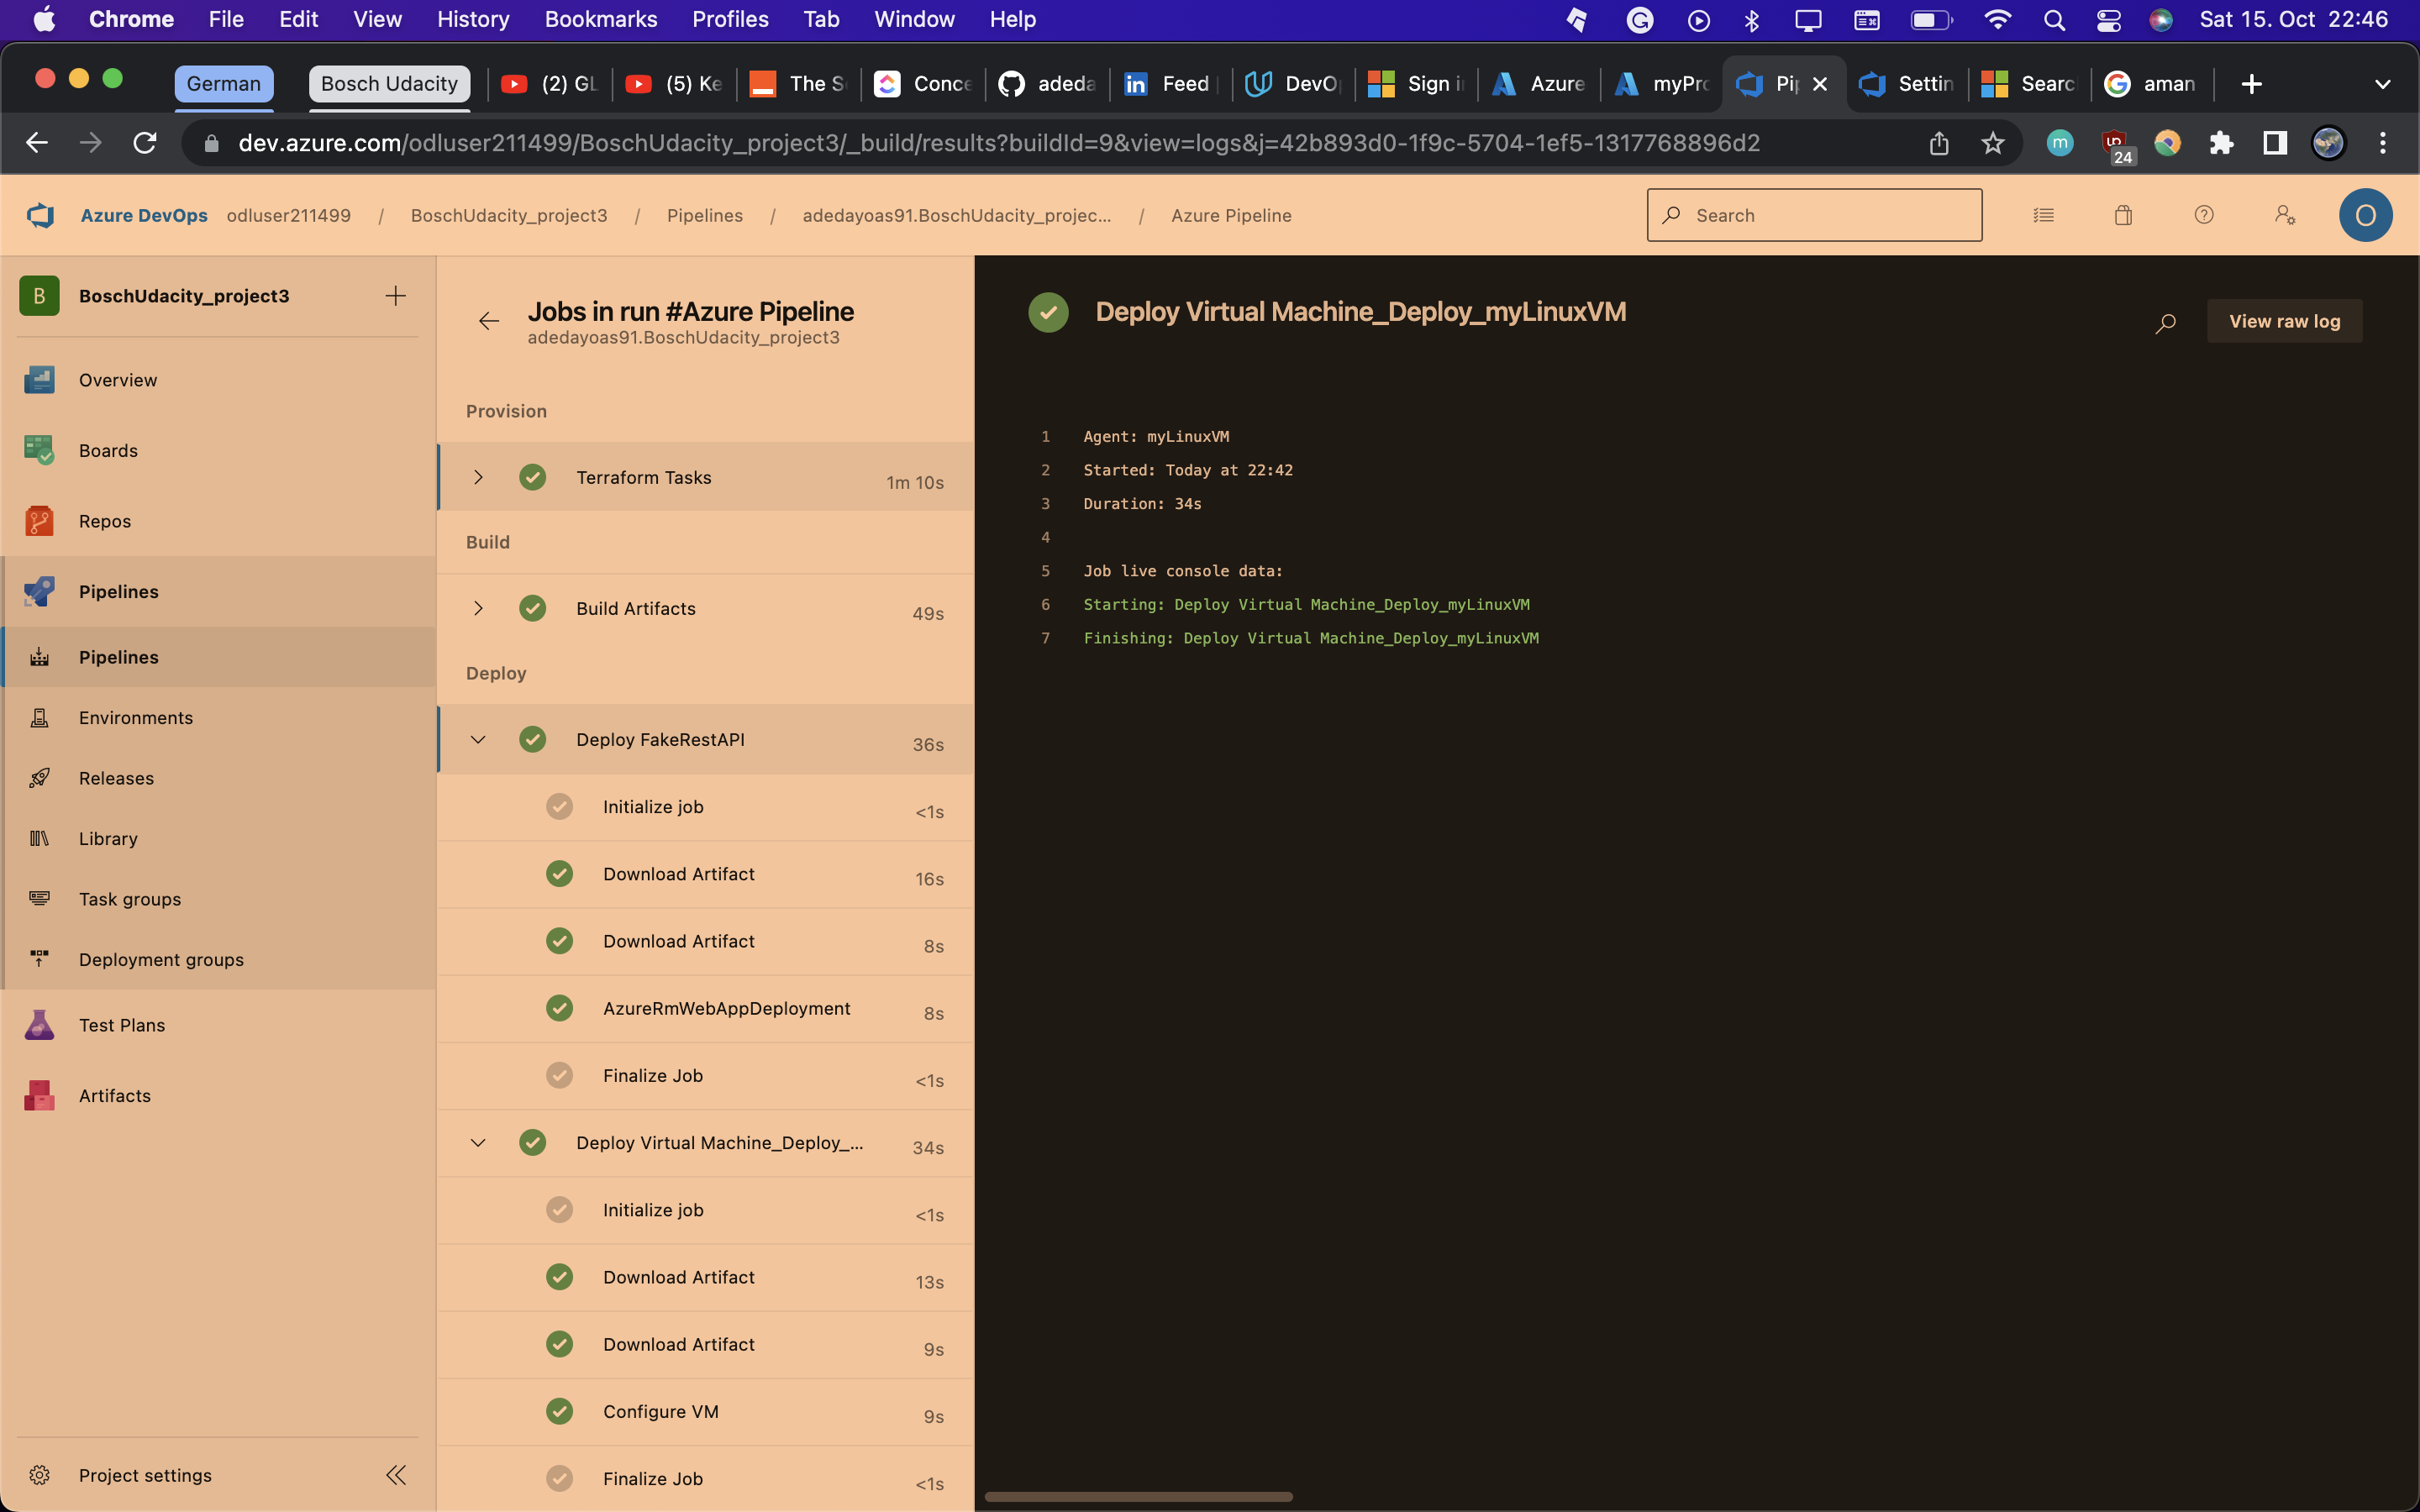 Chrome File Edit View History Bookmarks Profiles Tab Window Help Sat 15. Oct 22:46
German Bosch Udacity (2) GL (5) Ke The S Conce adeda Feed DevO Sign i Azure myPro Pi Settin Searc aman
dev.azure.com/odluser211499/BoschUdacity_project3/_build/results?buildId=9&view=logs&j=42b893d0-1f9c-5704-1ef5-1317768896d2
m
24
Azure DevOps odluser211499 / BoschUdacity_project3 / Pipelines / adedayoas91.BoschUdacity_projec... / Azure Pipeline
Search
O
B BoschUdacity_project3
Overview
Boards
Repos
Pipelines
Pipelines
Environments
Releases
Library
Task groups
Deployment groups
Test Plans
Artifacts
Project settings
Jobs in run #Azure Pipeline
adedayoas91.BoschUdacity_project3
Provision
Terraform Tasks 1m 10s
Build
Build Artifacts 49s
Deploy
Deploy FakeRestAPI 36s
Initialize job <1s
Download Artifact 16s
Download Artifact 8s
AzureRmWebAppDeployment 8s
Finalize Job <1s
Deploy Virtual Machine_Deploy_... 34s
Initialize job <1s
Download Artifact 13s
Download Artifact 9s
Configure VM 9s
Finalize Job <1s
Deploy Virtual Machine_Deploy_myLinuxVM
View raw log
1 Agent: myLinuxVM
2 Started: Today at 22:42
3 Duration: 34s
4
5 Job live console data:
6 Starting: Deploy Virtual Machine_Deploy_myLinuxVM
7 Finishing: Deploy Virtual Machine_Deploy_myLinuxVM